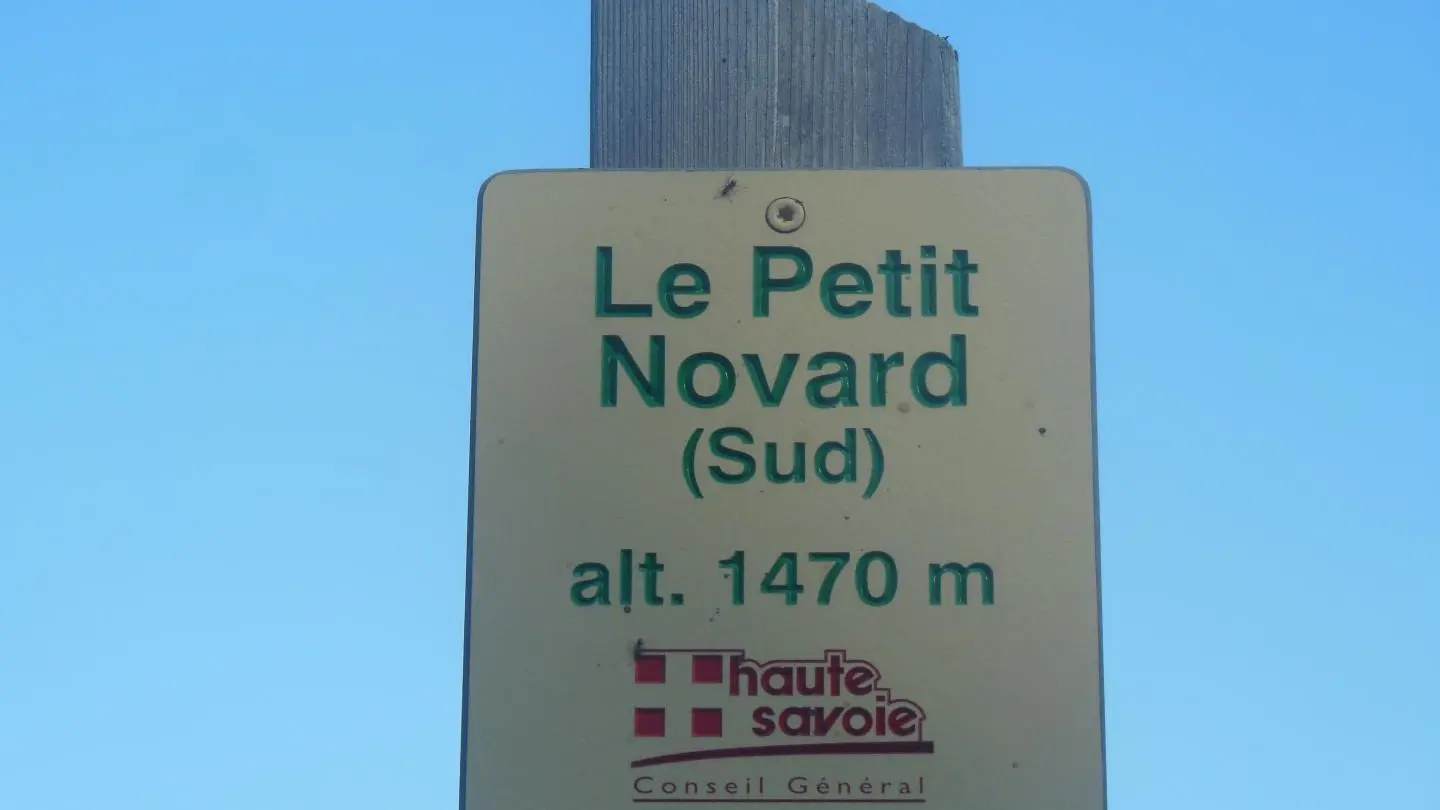 Le Petit
Novard
(Sud)
alt. 1470 m
haute
savoie
Conseil Général